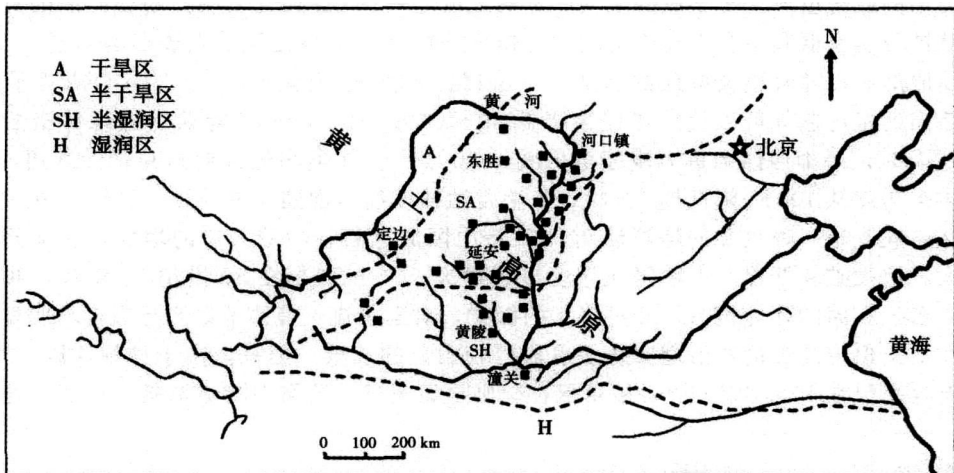 A 干旱区
SA 半干旱区
SH 半湿润区
H 湿润区
N
黄 河
河口镇
北京
黄
A
东胜
土
SA
定边
延安
高
原
黄陵
SH
潼关
黄海
H
0 100 200 km